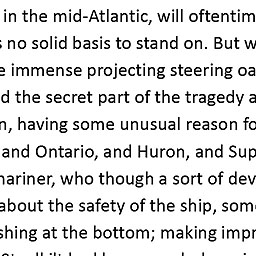 in the mid-Atlantic, will oftentim
no solid basis to stand on. But w
immense projecting steering oa
the secret part of the tragedy a
having some unusual reason fo
and Ontario, and Huron, and Sup
nariner, who though a sort of dev
about the safety of the ship, som
shing at the bottom; making impr